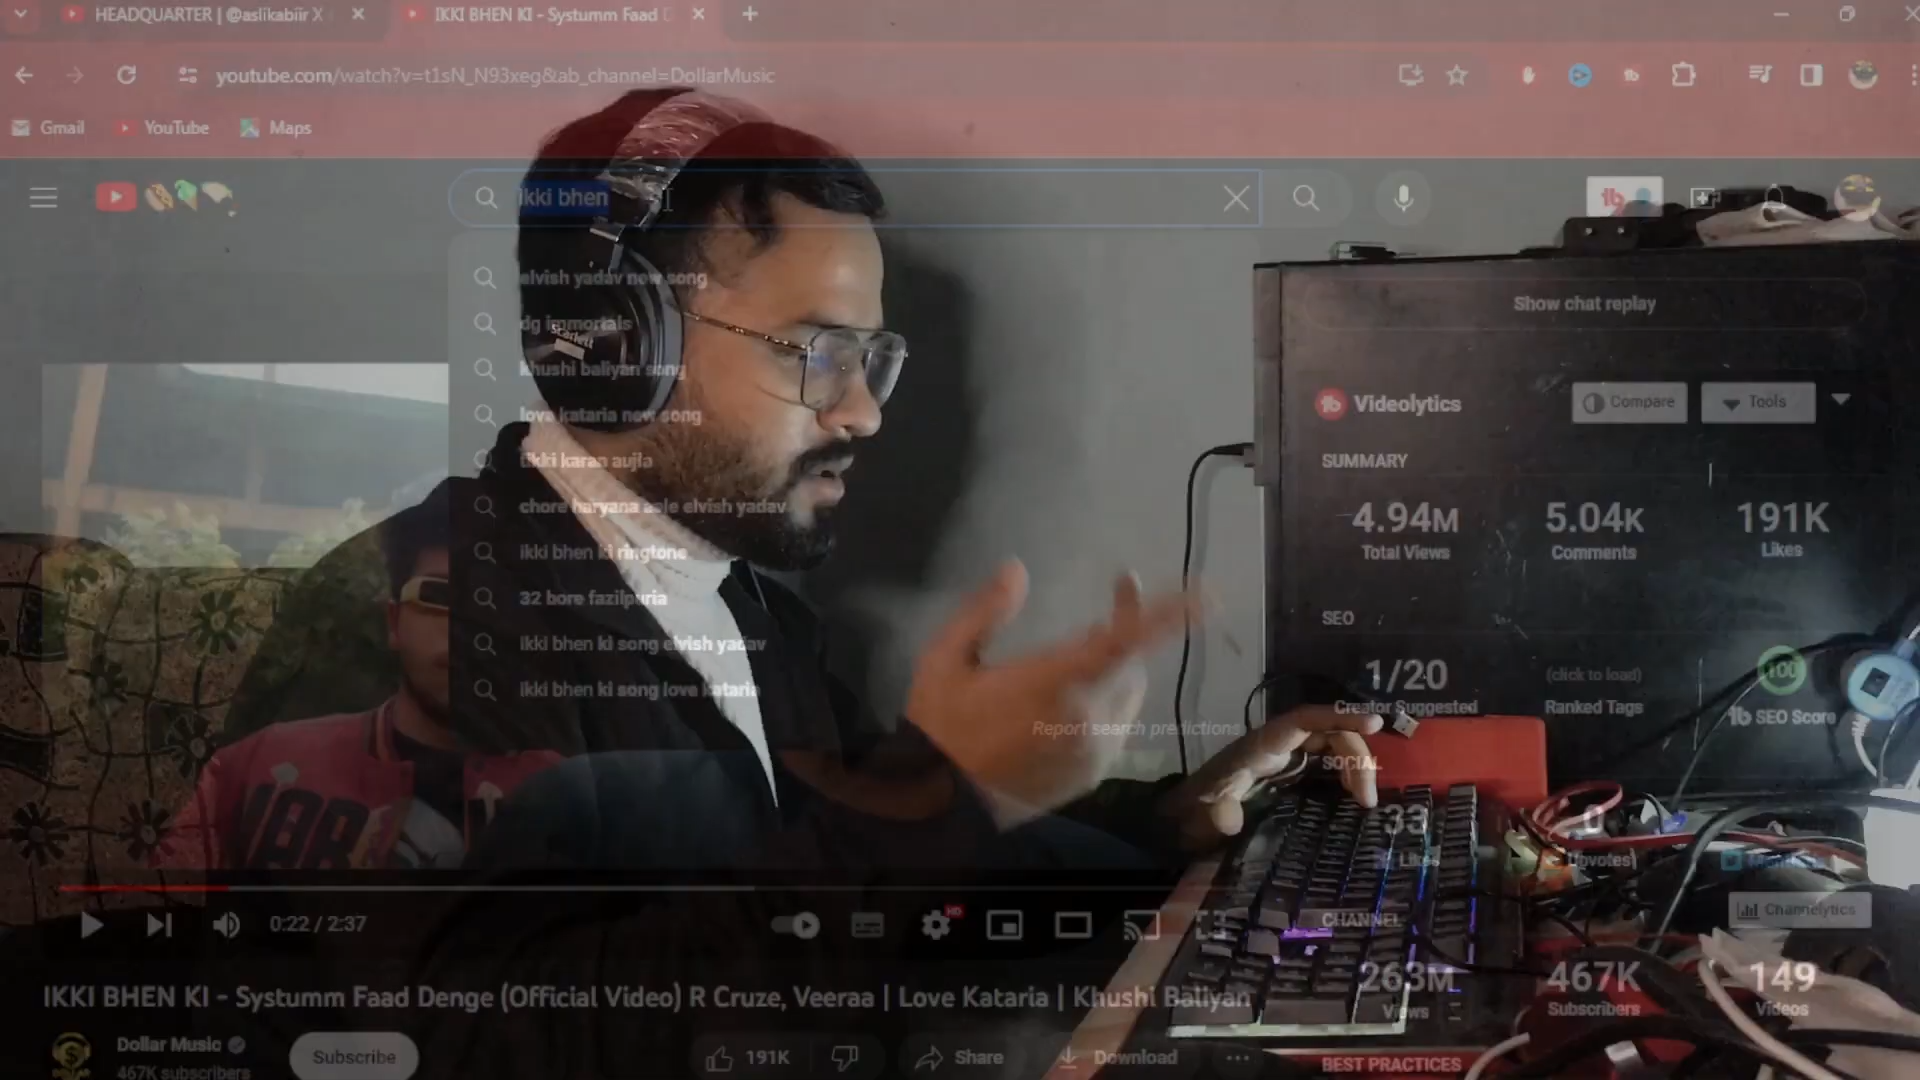 HEADQUARTER | @aslikabiir X
IKKI BHEN KI - Systumm Faad D
youtube.com/watch?v=t1sN_N93xeg&ab_channel=DollarMusic
Gmail
YouTube
Maps
ikki bhen
elvish yadav new song
dg immortals
khushi baliyan song
love kataria new song
tikki karan aujla
chore haryana aale elvish yadav
ikki bhen ki ringtone
32 bore fazilpuria
ikki bhen ki song elvish yadav
ikki bhen ki song love kataria
Report search predictions
Scarlett
Show chat replay
Videolytics
Compare
Tools
SUMMARY
4.94M
5.04K
191K
Total Views
Comments
Likes
SEO
1/20
(click to load)
100
Creator Suggested
Ranked Tags
SEO Score
SOCIAL
33
0
Likes
Upvotes
CHANNEL
Channelytics
263M
467K
149
Views
Subscribers
Videos
BEST PRACTICES
0:22 / 2:37
HD
IKKI BHEN KI - Systumm Faad Denge (Official Video) R Cruze, Veeraa | Love Kataria | Khushi Baliyan
Dollar Music
467K subscribers
Subscribe
191K
Share
Download